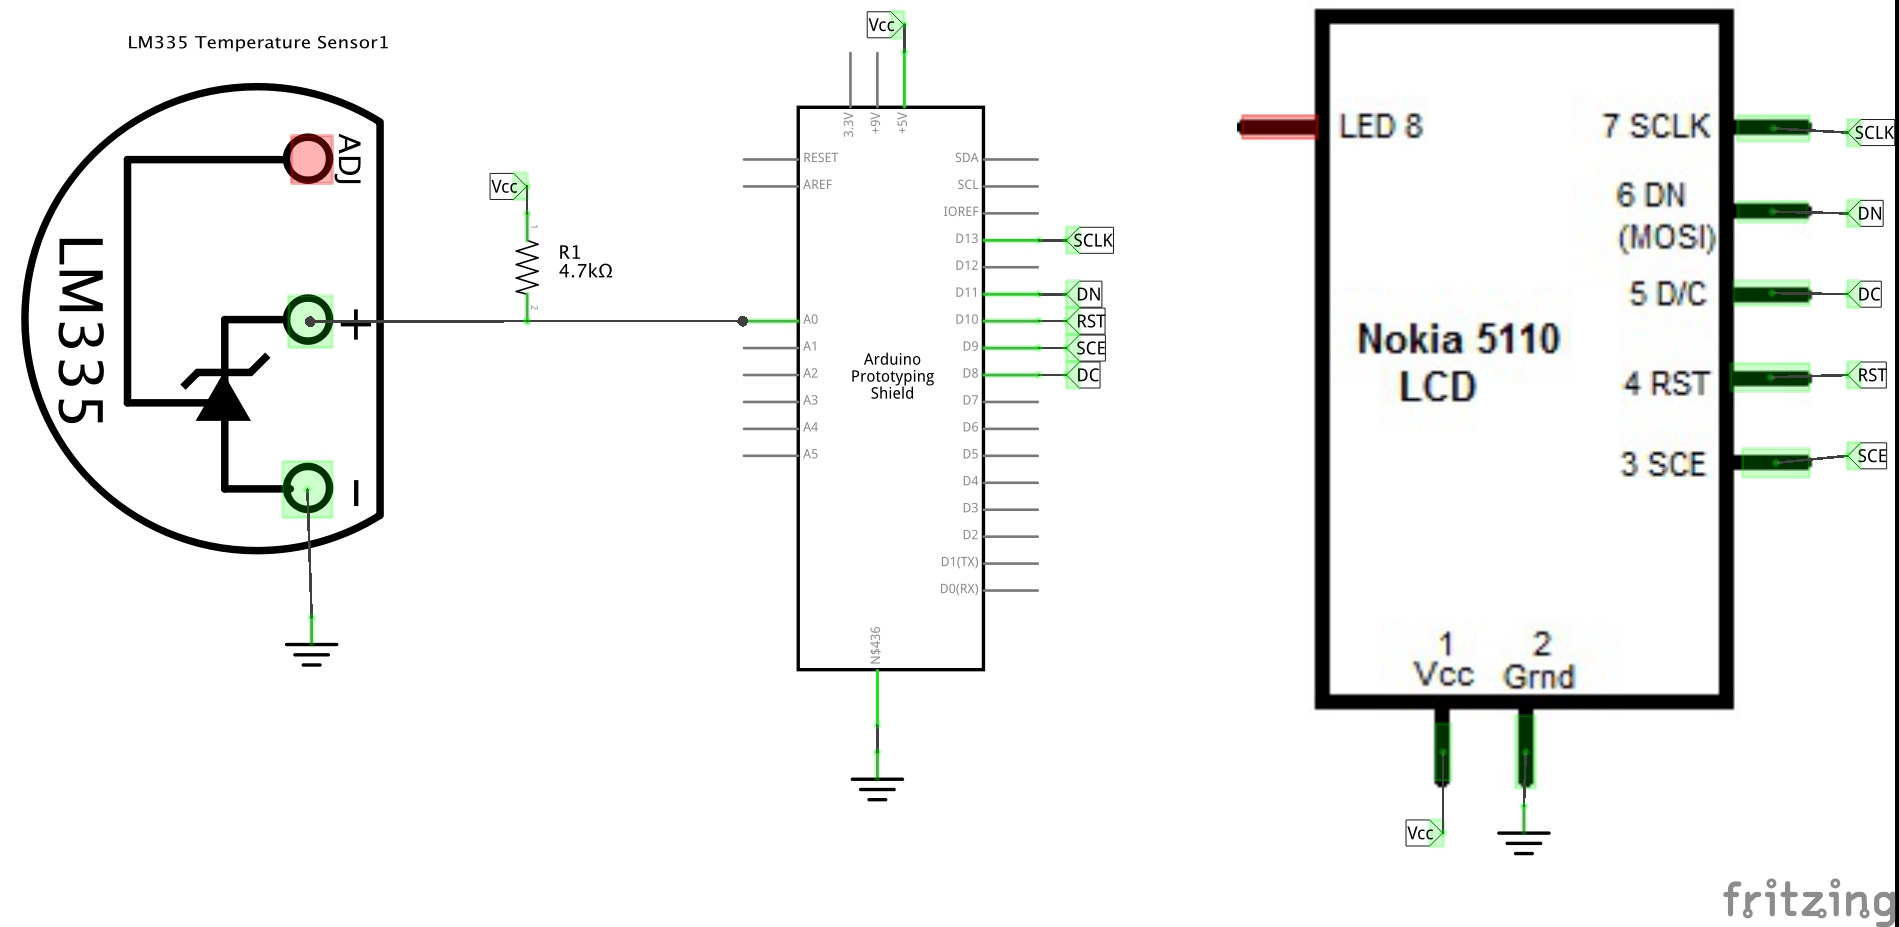 LM335 Temperature Sensor1
ADJ
LM335
+
−
Vcc
1
R1
4.7kΩ
2
Vcc
3.3V
+9V
+5V
RESET
AREF
A0
A1
A2
A3
A4
A5
Arduino
Prototyping
Shield
SDA
SCL
IOREF
D13
D12
D11
D10
D9
D8
D7
D6
D5
D4
D3
D2
D1(TX)
D0(RX)
N$436
SCLK
DN
RST
SCE
DC
LED 8
7 SCLK
6 DN
(MOSI)
5 D/C
4 RST
3 SCE
Nokia 5110
LCD
1
Vcc
2
Grnd
SCLK
DN
DC
RST
SCE
Vcc
fritzing